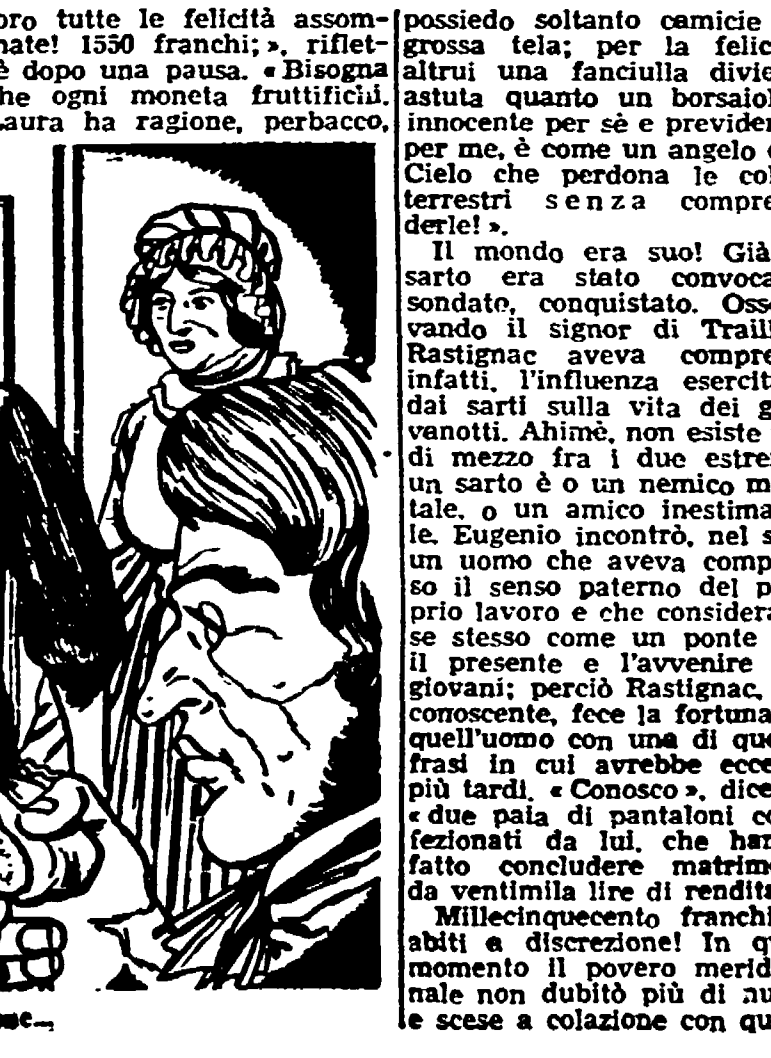 oro tutte le felicità assom-
nate! 1550 franchi; », riflet-
è dopo una pausa. « Bisogna
he ogni moneta fruttifichi.
Laura ha ragione, perbacco,
me...
possiedo soltanto camicie
grossa tela; per la felic
altrui una fanciulla divie
astuta quanto un borsaiol
innocente per sè e previden
per me, è come un angelo
Cielo che perdona le col
terrestri senza compre
derle! ».
Il mondo era suo! Già
sarto era stato convoca
sondato, conquistato. Osse
vando il signor di Traill
Rastignac aveva compre
infatti, l'influenza esercit
dai sarti sulla vita dei g
vanotti. Ahimè, non esiste
di mezzo fra i due estre
un sarto è o un nemico m
tale, o un amico inestima
le. Eugenio incontrò, nel s
un uomo che aveva comp
so il senso paterno del p
prio lavoro e che considera
se stesso come un ponte
il presente e l'avvenire
giovani; perciò Rastignac,
conoscente, fece la fortuna
quell'uomo con una di que
frasi in cui avrebbe ecce
più tardi. « Conosco », dice
« due paia di pantaloni co
fezionati da lui, che han
fatto concludere matrim
da ventimila lire di rendita
Millecinquecento franchi
abiti a discrezione! In q
momento il povero merid
nale non dubitò più di nu
e scese a colazione con qu